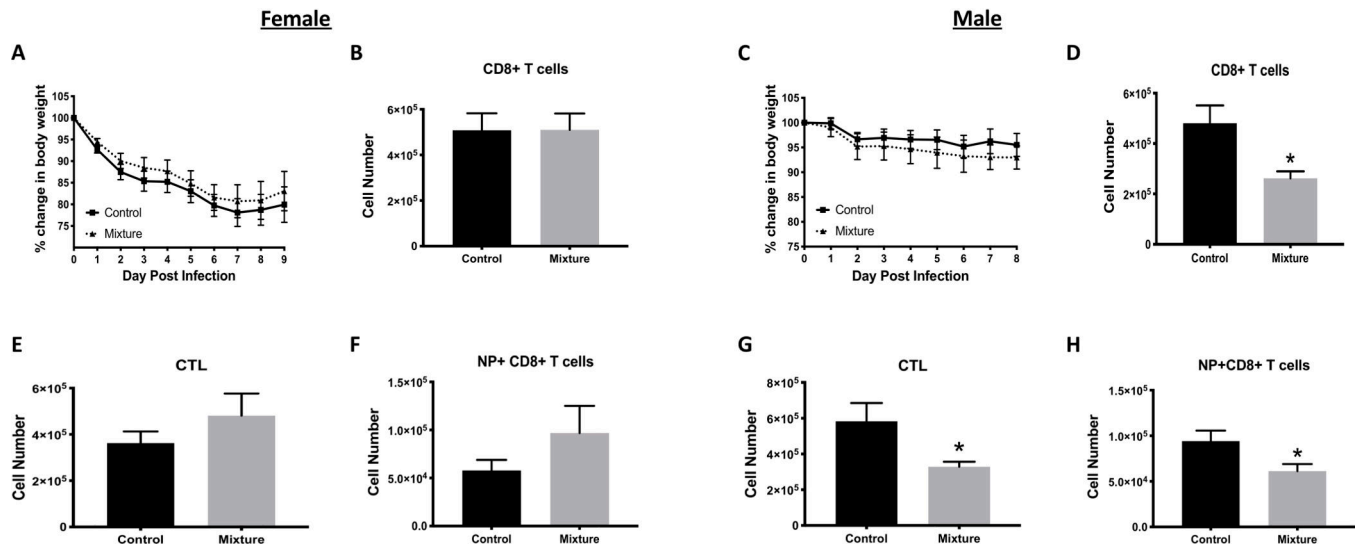 Female
Male
A
% change in body weight
105
100
95
90
85
80
75
Control
Mixture
0 1 2 3 4 5 6 7 8 9
Day Post Infection
B
CD8+ T cells
Cell Number
6×10⁵
4×10⁵
2×10⁵
0
Control Mixture
C
% change in body weight
105
100
95
90
85
80
75
Control
Mixture
0 1 2 3 4 5 6 7 8
Day Post Infection
D
CD8+ T cells
Cell Number
6×10⁵
4×10⁵
2×10⁵
0
*
Control Mixture
E
CTL
Cell Number
6×10⁵
4×10⁵
2×10⁵
0
Control Mixture
F
NP+ CD8+ T cells
Cell Number
1.5×10⁵
1.0×10⁵
5.0×10⁴
0.0
Control Mixture
G
CTL
Cell Number
8×10⁵
6×10⁵
4×10⁵
2×10⁵
0
*
Control Mixture
H
NP+CD8+ T cells
Cell Number
1.5×10⁵
1.0×10⁵
5.0×10⁴
0.0
*
Control Mixture